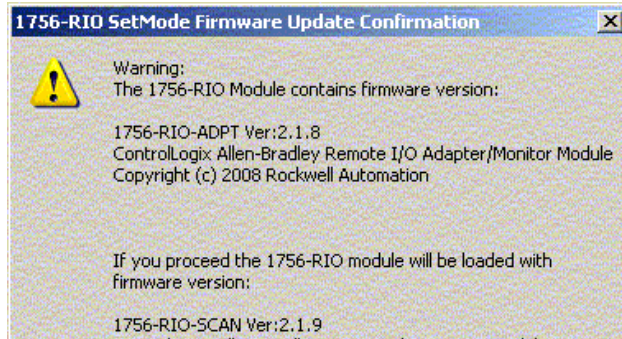 1756-RIO SetMode Firmware Update Confirmation
Warning:
The 1756-RIO Module contains firmware version:
1756-RIO-ADPT Ver:2.1.8
ControlLogix Allen-Bradley Remote I/O Adapter/Monitor Module
Copyright (c) 2008 Rockwell Automation
If you proceed the 1756-RIO module will be loaded with
firmware version:
1756-RIO-SCAN Ver:2.1.9